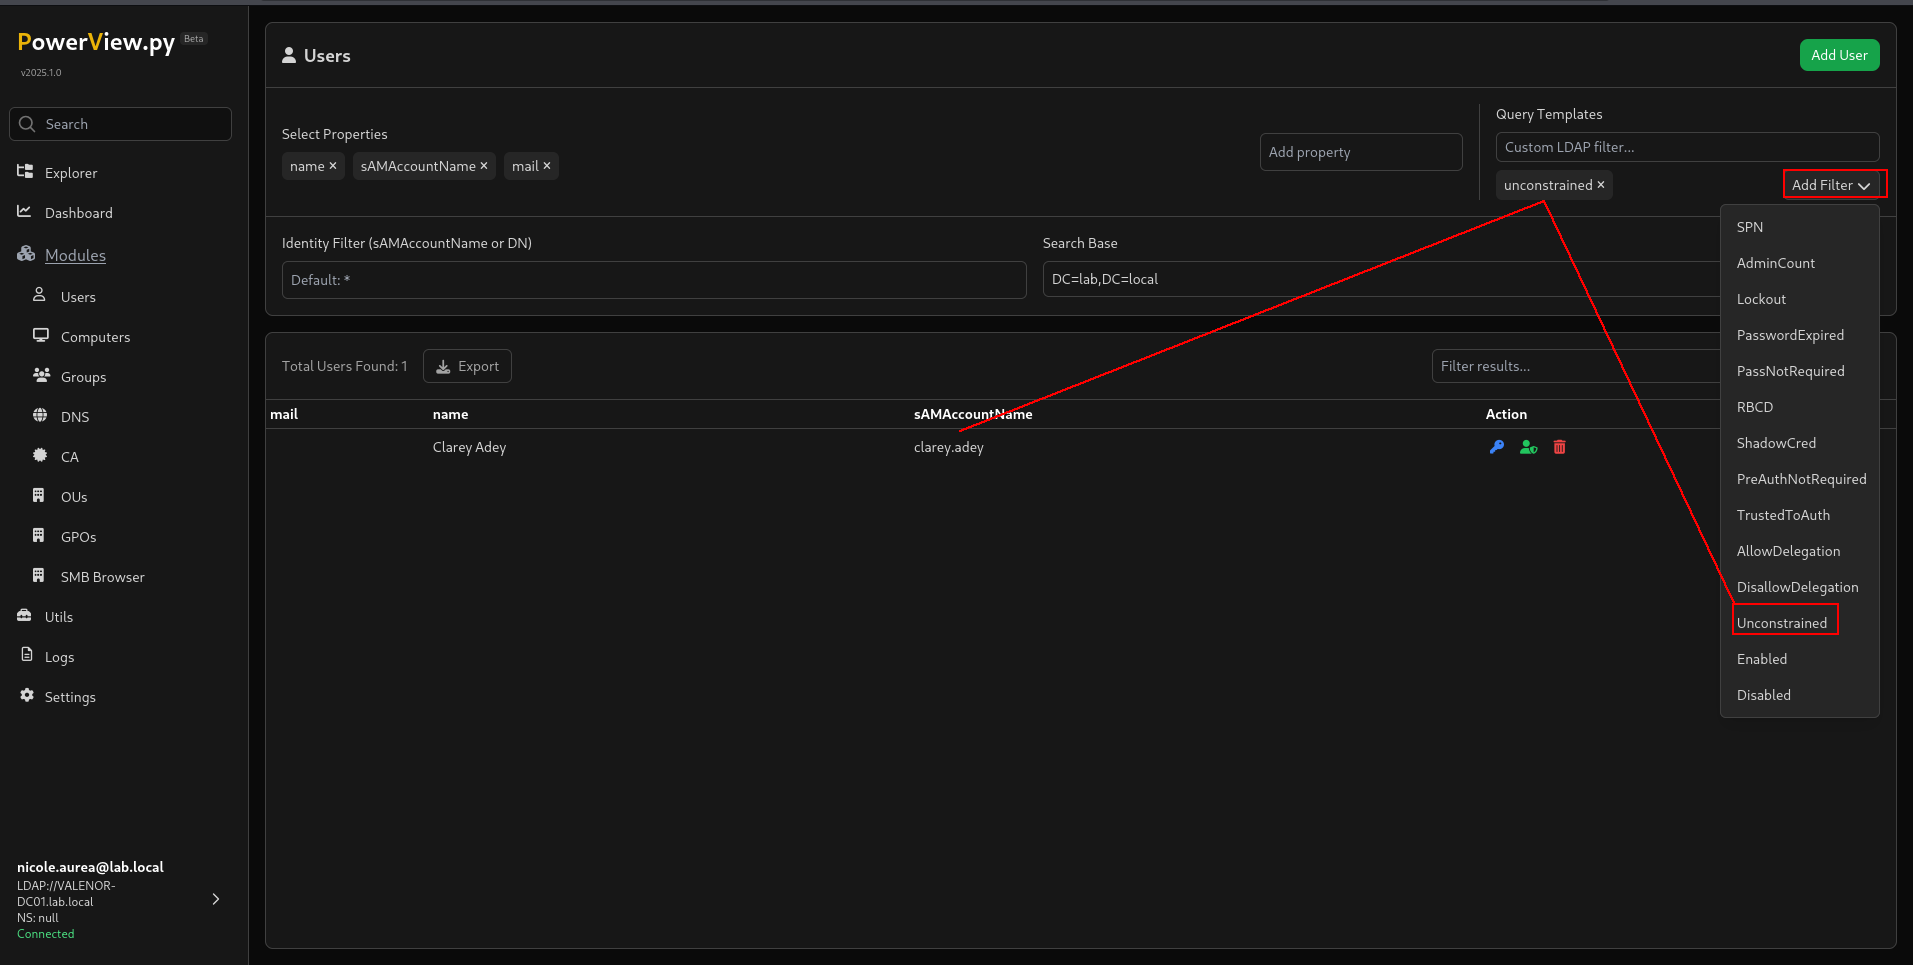 PowerView.py Beta
v2025.1.0
Search
Explorer
Dashboard
Modules
Users
Computers
Groups
DNS
CA
OUs
GPOs
SMB Browser
Utils
Logs
Settings
nicole.aurea@lab.local
LDAP://VALENOR-
DC01.lab.local
NS: null
Connected
Users
Add User
Select Properties
name × sAMAccountName × mail ×
Add property
Query Templates
Custom LDAP filter...
unconstrained × Add Filter
Identity Filter (sAMAccountName or DN)
Default: *
Search Base
DC=lab,DC=local
SPN
AdminCount
Lockout
PasswordExpired
PassNotRequired
RBCD
ShadowCred
PreAuthNotRequired
TrustedToAuth
AllowDelegation
DisallowDelegation
Unconstrained
Enabled
Disabled
Total Users Found: 1 Export
Filter results...
mail name sAMAccountName Action
Clarey Adey clarey.adey